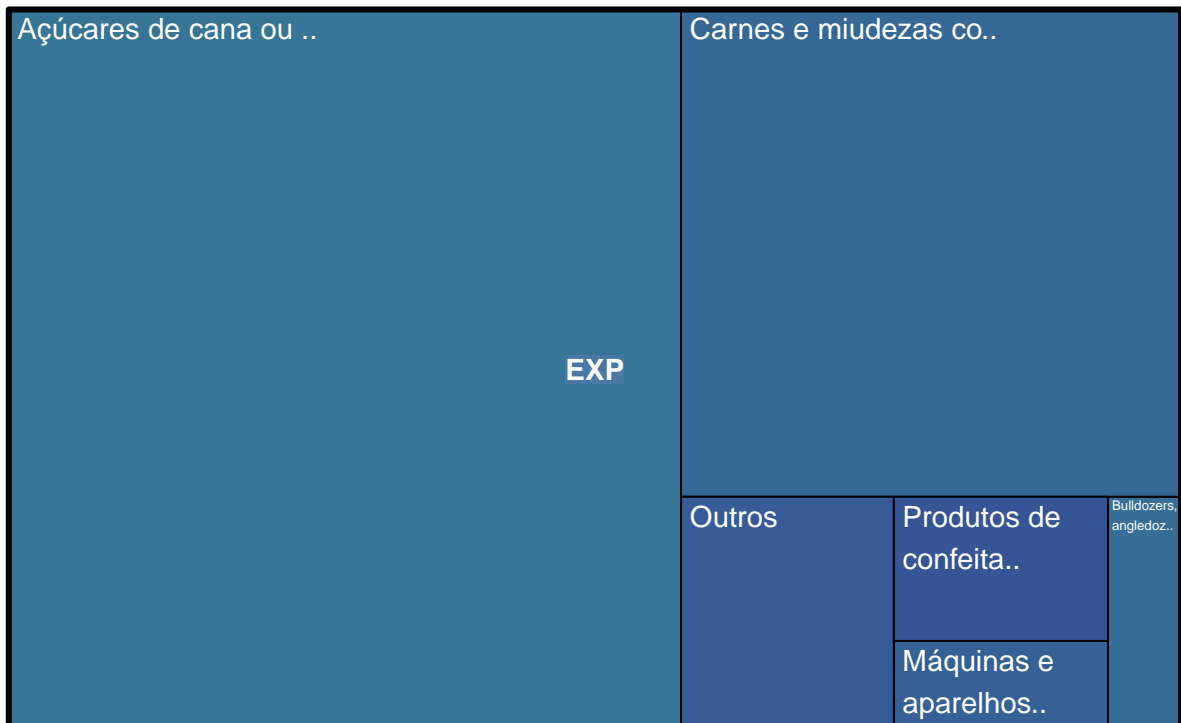 Açúcares de cana ou ..
Carnes e miudezas co..
EXP
Outros
Produtos de
confeita..
Bulldozers,
angledoz..
Máquinas e
aparelhos..